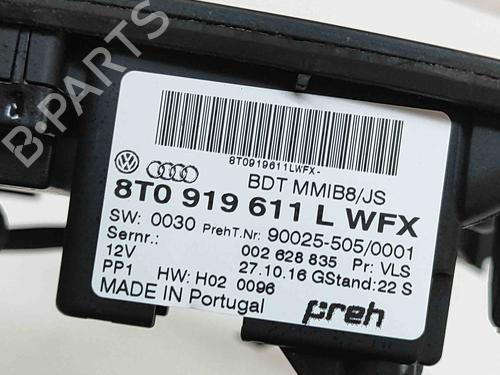 B-PARTS
8T0919611LWFX-
BDT MMIB8/JS
8T0 919 611 L WFX
SW: 0030 PrehT.Nr: 90025-505/0001
Sernr.: 002 628 835 Pr: VLS
12V 27.10.16 GStand: 22 S
PP1 HW: H02 0096
MADE IN Portugal
preh